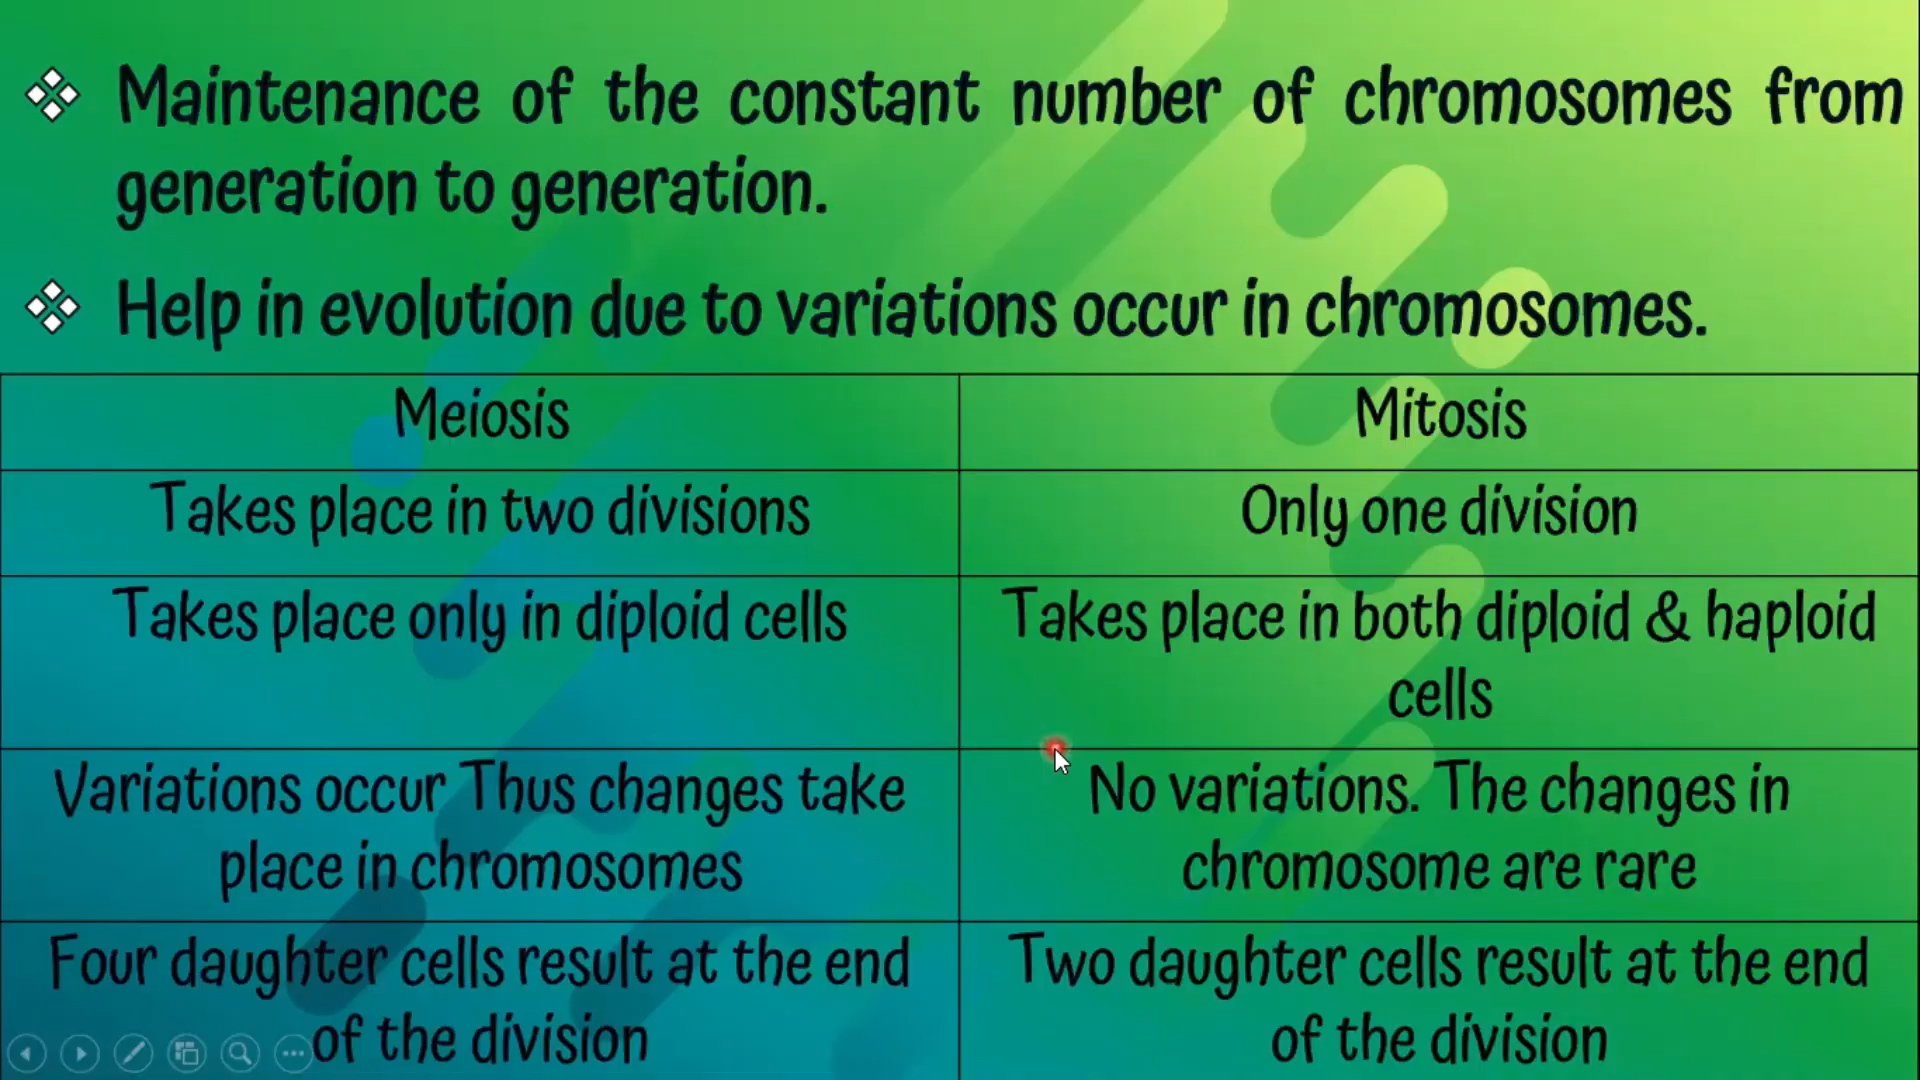 Maintenance of the constant number of chromosomes from
generation to generation.
Help in evolution due to variations occur in chromosomes.
Meiosis
Mitosis
Takes place in two divisions
Only one division
Takes place only in diploid cells
Takes place in both diploid & haploid
cells
Variations occur Thus changes take
place in chromosomes
No variations. The changes in
chromosome are rare
Four daughter cells result at the end
of the division
Two daughter cells result at the end
of the division